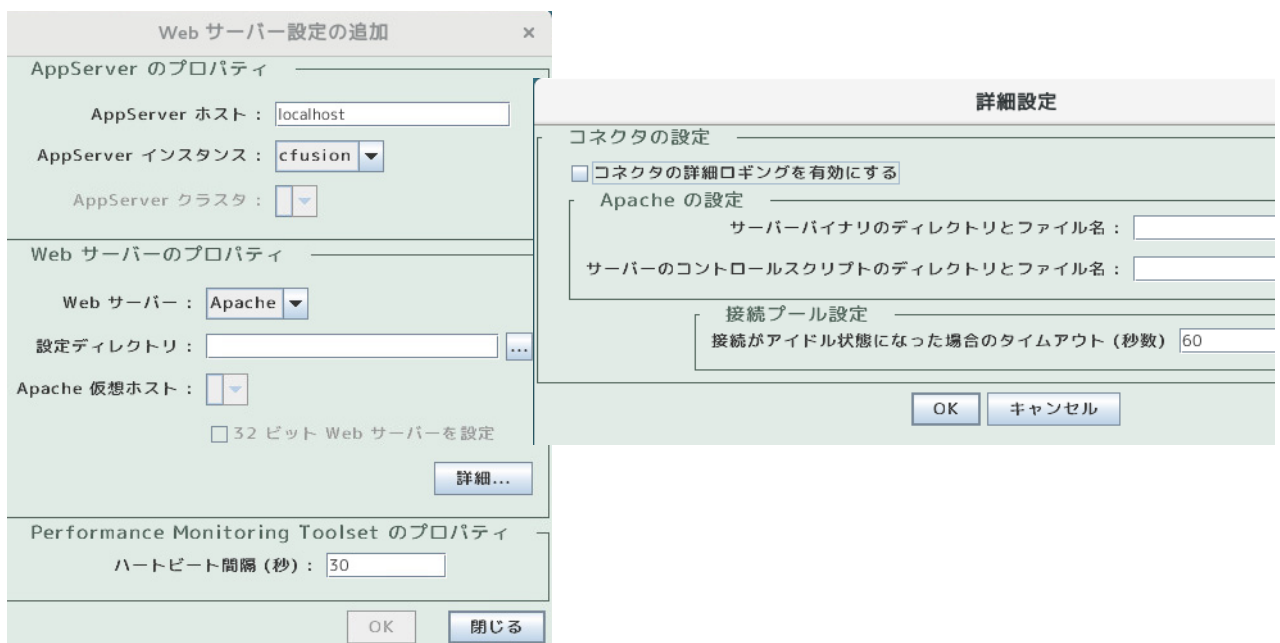 Web サーバー設定の追加
×
AppServer のプロパティ
AppServer ホスト : localhost
AppServer インスタンス : cfusion
AppServer クラスタ :
Web サーバーのプロパティ
Web サーバー : Apache
設定ディレクトリ :
...
Apache 仮想ホスト :
32 ビット Web サーバーを設定
詳細...
Performance Monitoring Toolset のプロパティ
ハートビート間隔 (秒) : 30
OK
閉じる
詳細設定
コネクタの設定
コネクタの詳細ロギングを有効にする
Apache の設定
サーバーバイナリのディレクトリとファイル名 :
サーバーのコントロールスクリプトのディレクトリとファイル名 :
接続プール設定
接続がアイドル状態になった場合のタイムアウト (秒数) 60
OK
キャンセル